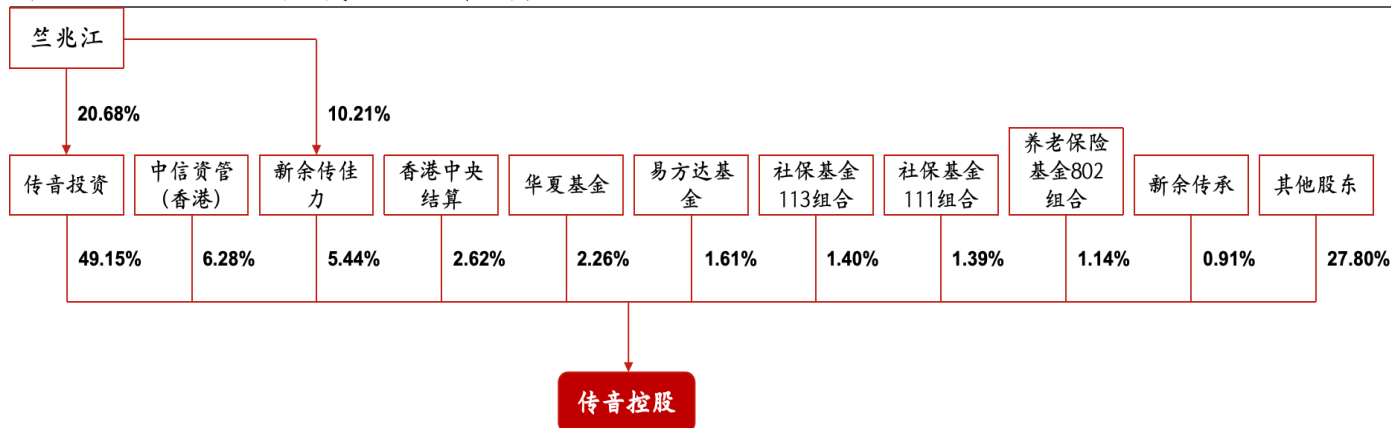 竺兆江
20.68%
10.21%
传音投资
中信资管
(香港)
新余传佳
力
香港中央
结算
华夏基金
易方达基
金
社保基金
113组合
社保基金
111组合
养老保险
基金802
组合
新余传承
其他股东
49.15%
6.28%
5.44%
2.62%
2.26%
1.61%
1.40%
1.39%
1.14%
0.91%
27.80%
传音控股